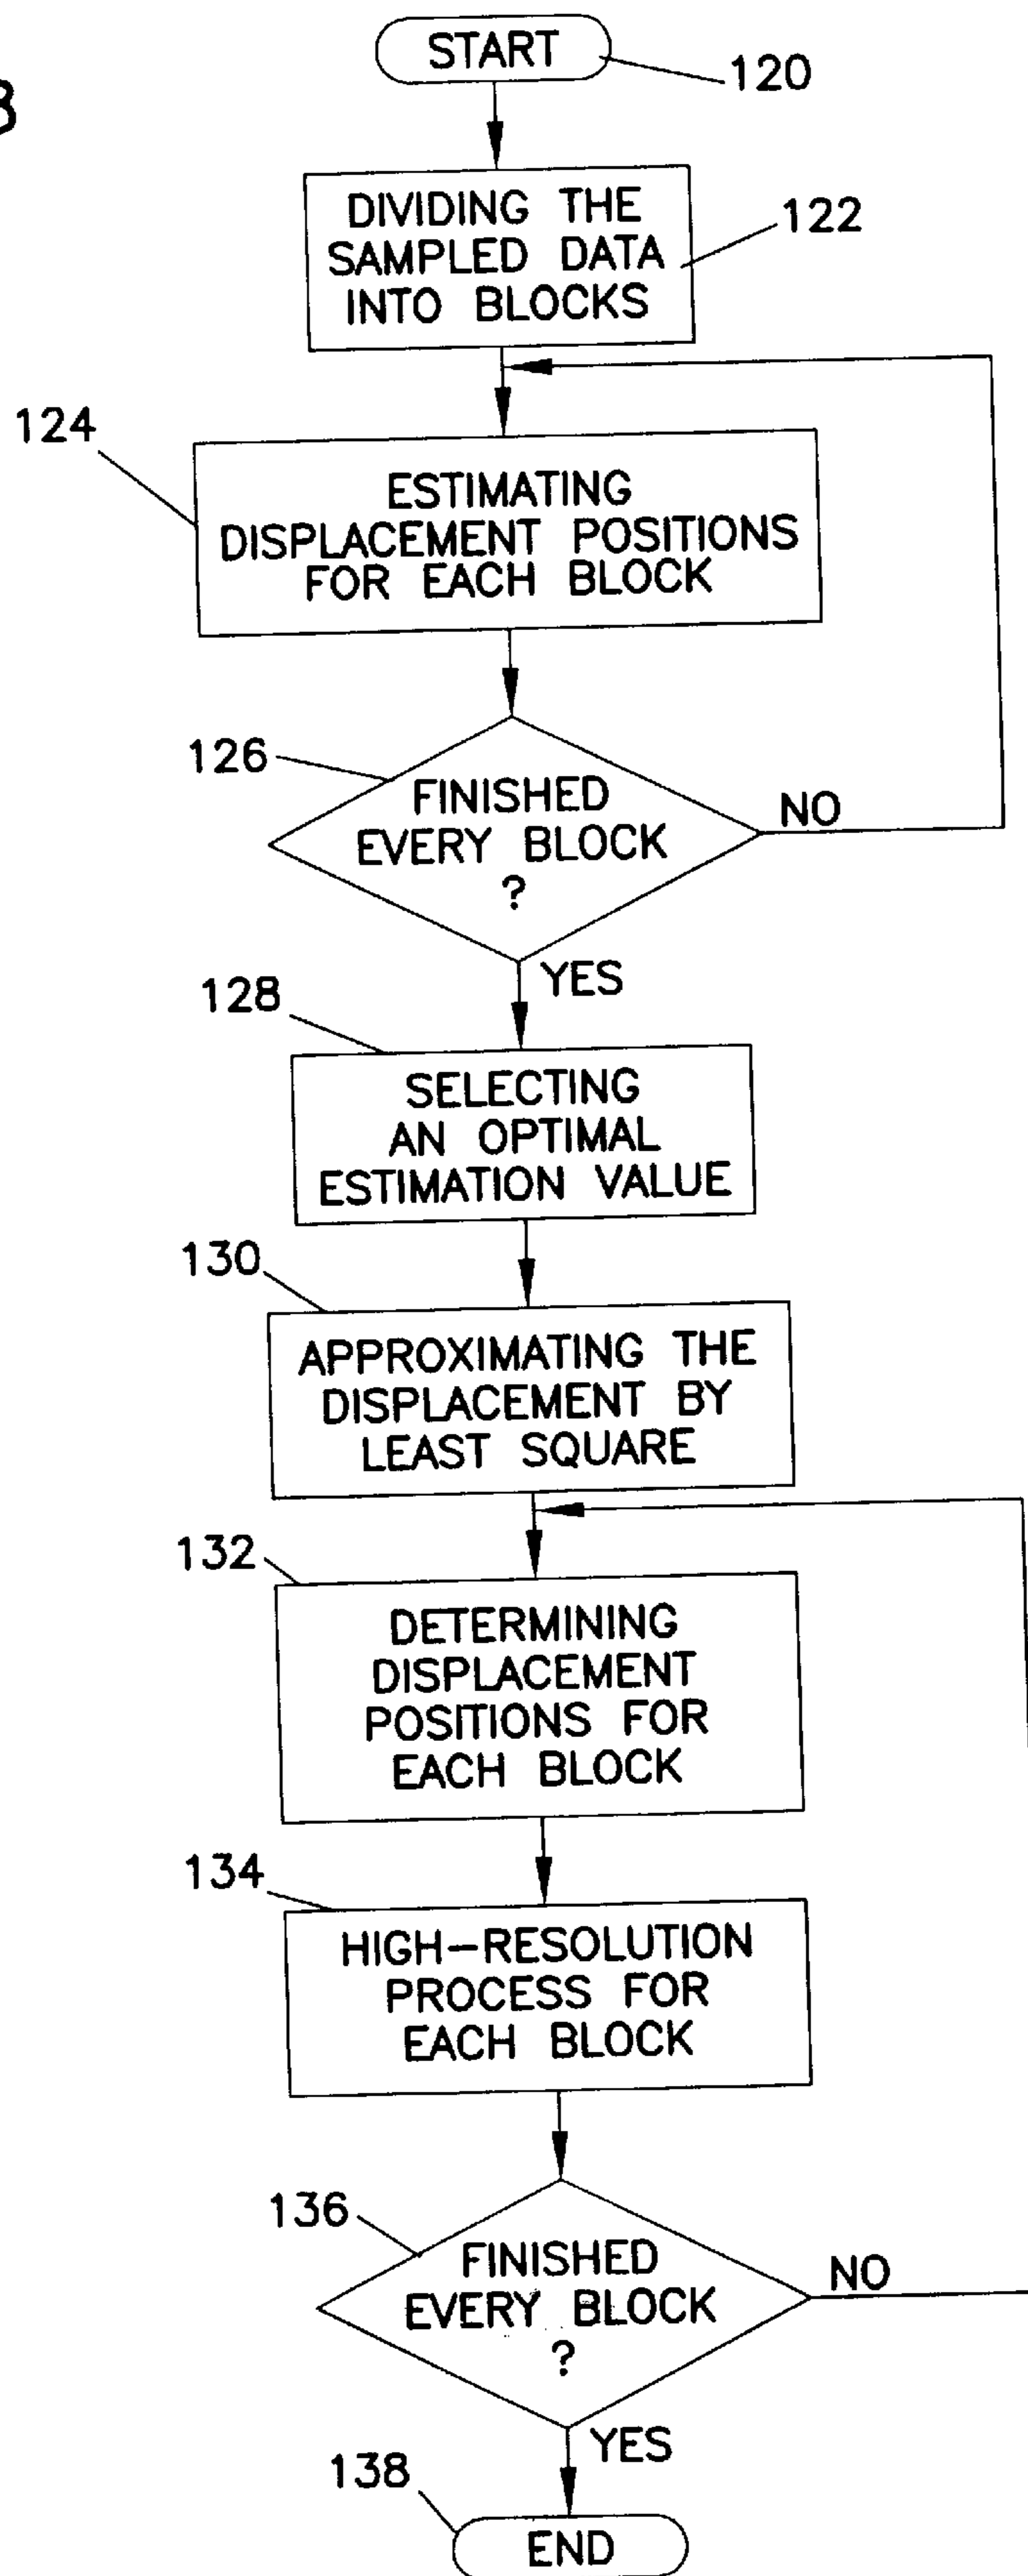 START
120
DIVIDING THE
SAMPLED DATA
INTO BLOCKS
122
124
ESTIMATING
DISPLACEMENT POSITIONS
FOR EACH BLOCK
126
FINISHED
EVERY BLOCK
?
NO
YES
128
SELECTING
AN OPTIMAL
ESTIMATION VALUE
130
APPROXIMATING THE
DISPLACEMENT BY
LEAST SQUARE
132
DETERMINING
DISPLACEMENT
POSITIONS FOR
EACH BLOCK
134
HIGH-RESOLUTION
PROCESS FOR
EACH BLOCK
136
FINISHED
EVERY BLOCK
?
NO
YES
138
END